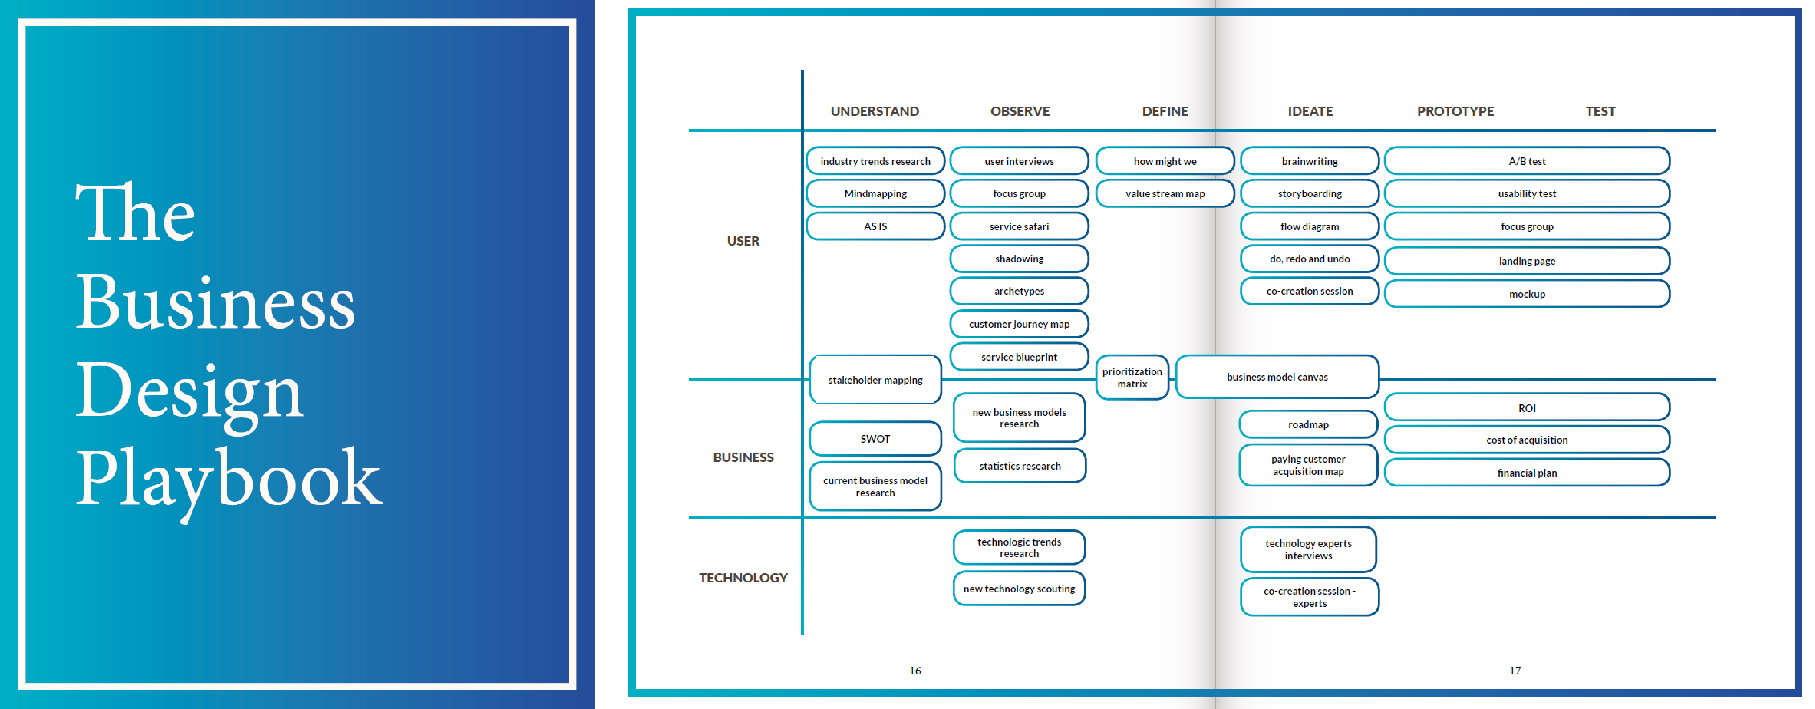 The
Business
Design
Playbook
UNDERSTAND
OBSERVE
DEFINE
IDEATE
PROTOTYPE
TEST
USER
industry trends research
Mindmapping
AS IS
user interviews
focus group
service safari
shadowing
archetypes
customer journey map
service blueprint
how might we
value stream map
brainwriting
storyboarding
flow diagram
do, redo and undo
co-creation session
A/B test
usability test
focus group
landing page
mockup
stakeholder mapping
prioritization
matrix
business model canvas
BUSINESS
SWOT
current business model
research
new business models
research
statistics research
roadmap
paying customer
acquisition map
ROI
cost of acquisition
financial plan
TECHNOLOGY
technologic trends
research
new technology scouting
technology experts
interviews
co-creation session -
experts
16
17